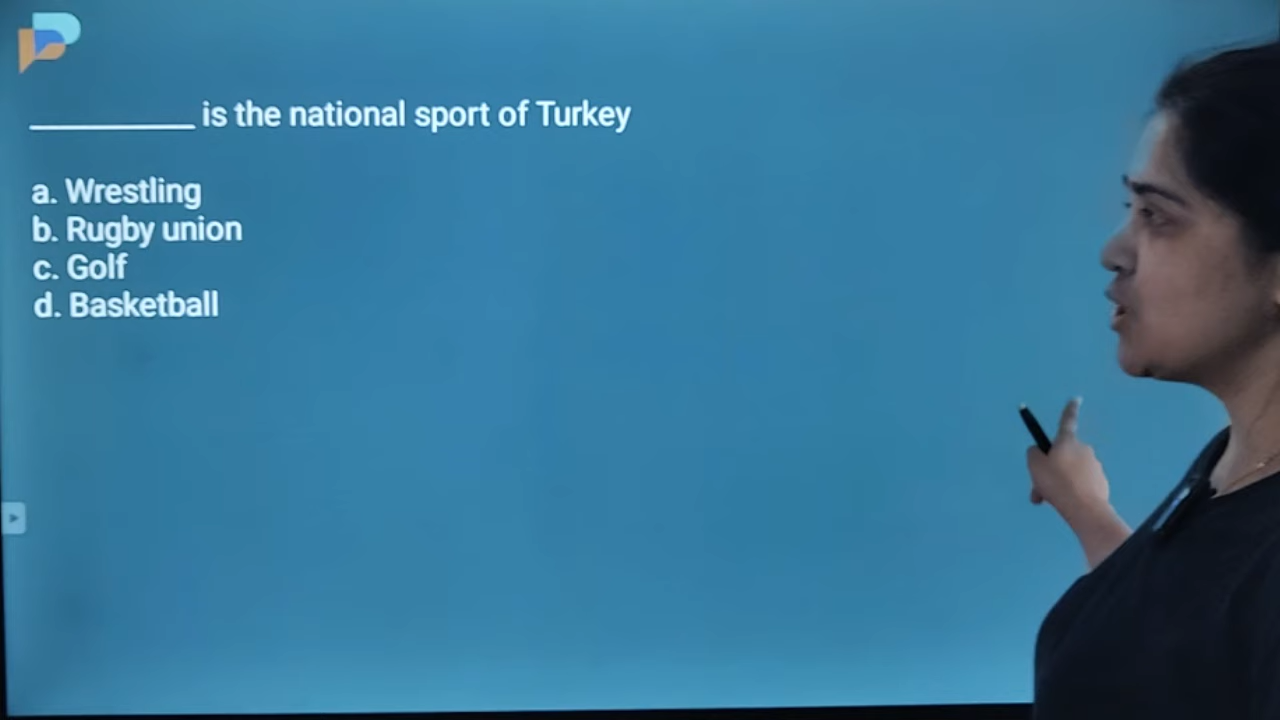 __________ is the national sport of Turkey
a. Wrestling
b. Rugby union
c. Golf
d. Basketball